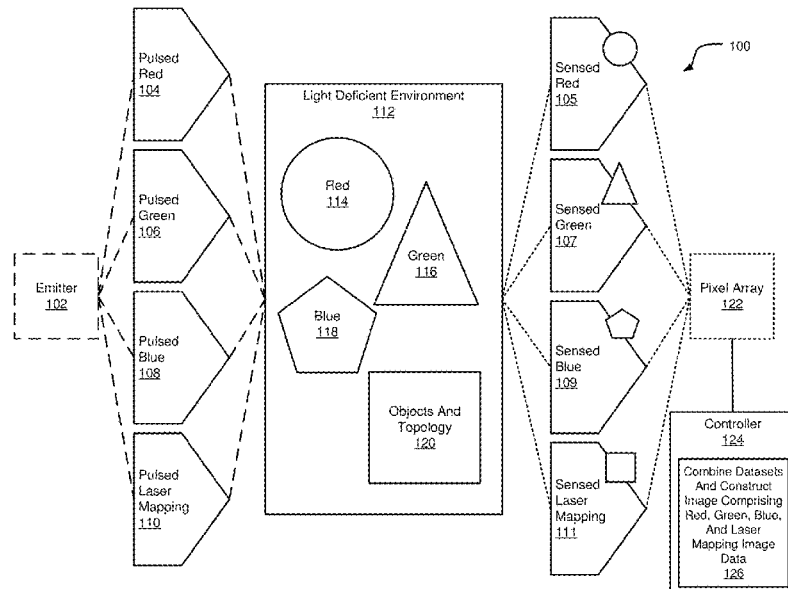 100
Pulsed
Red
104
Pulsed
Green
106
Pulsed
Blue
108
Pulsed
Laser
Mapping
110
Emitter
102
Light Deficient Environment
112
Red
114
Green
116
Blue
118
Objects And
Topology
120
Sensed
Red
105
Sensed
Green
107
Sensed
Blue
109
Sensed
Laser
Mapping
111
Pixel Array
122
Controller
124
Combine Datasets
And Construct
Image Comprising
Red, Green, Blue,
And Laser
Mapping Image
Data
126